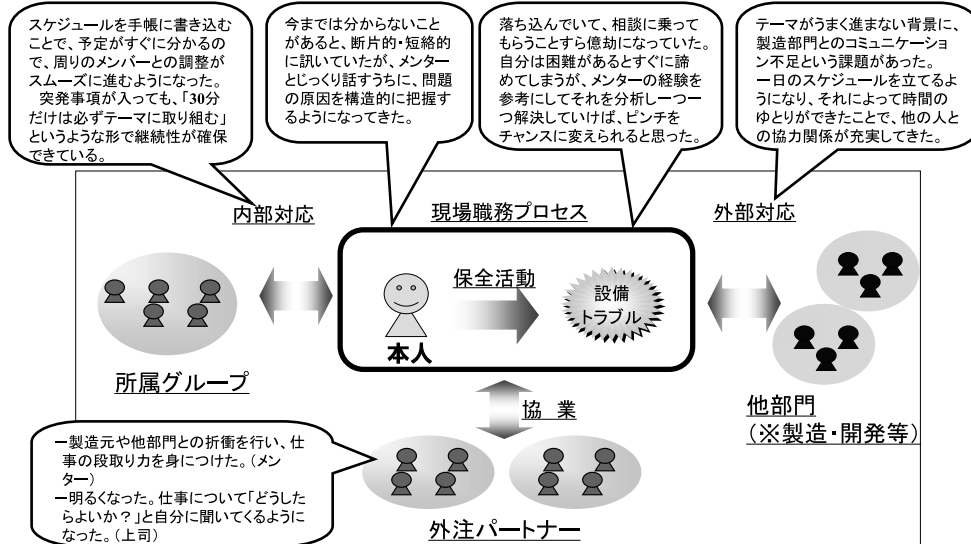 スケジュールを手帳に書き込む
ことで、予定がすぐに分かるの
で、周りのメンバーとの調整が
スムーズに進むようになった。
突発事項が入っても、「30分
だけは必ずテーマに取り組む」
というような形で継続性が確保
できている。
今までは分からないこと
があると、断片的・短絡的
に訊いていたが、メンター
とじっくり話すうちに、問題
の原因を構造的に把握す
るようになってきた。
落ち込んでいて、相談に乗って
もらうことすら億劫になっていた。
自分は困難があるとすぐに諦
めてしまうが、メンターの経験を
参考にしてそれを分析し一つ一
つ解決していけば、ピンチを
チャンスに変えられると思った。
テーマがうまく進まない背景に、
製造部門とのコミュニケーショ
ン不足という課題があった。
一日のスケジュールを立てるよ
うになり、それによって時間の
ゆとりができたことで、他の人と
の協力関係が充実してきた。
内部対応
現場職務プロセス
外部対応
保全活動
設備
トラブル
本人
所属グループ
協 業
他部門
(※製造・開発等)
ー製造元や他部門との折衝を行い、仕
事の段取り力を身につけた。(メン
ター)
ー明るくなった。仕事について「どうした
らよいか?」と自分に聞いてくるように
なった。(上司)
外注パートナー